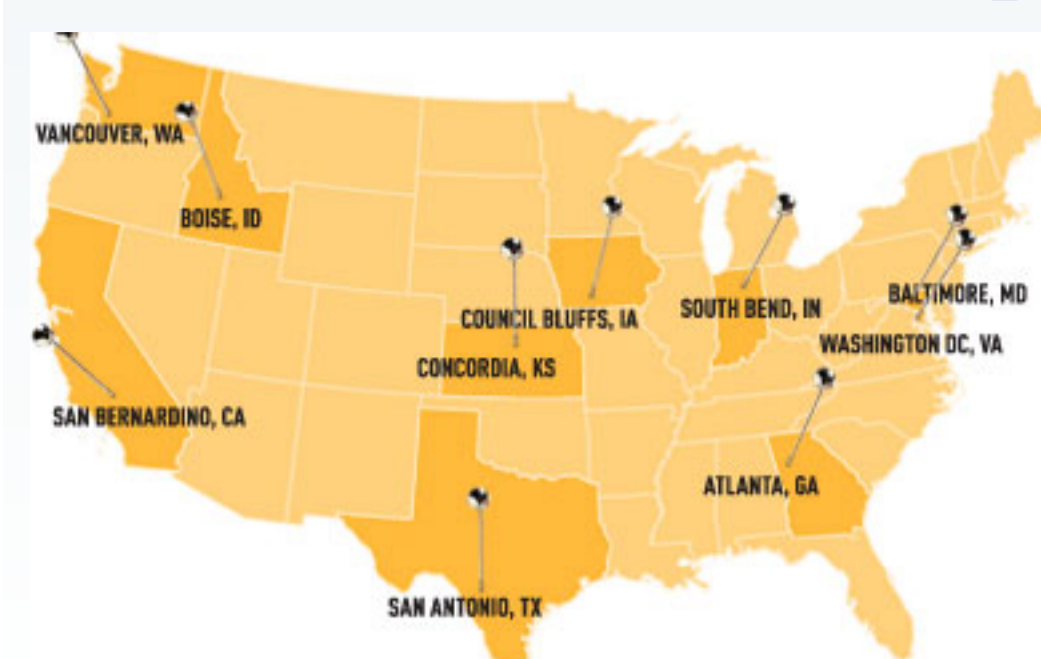 VANCOUVER, WA
BOISE, ID
BALTIMORE, MD
SOUTH BEND, IN
COUNCIL BLUFFS, IA
WASHINGTON DC, VA
CONCORDIA, KS
SAN BERNARDINO, CA
ATLANTA, GA
SAN ANTONIO, TX